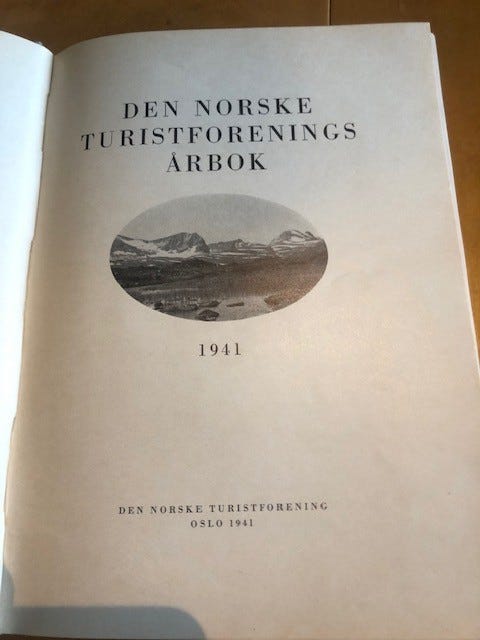 DEN NORSKE
TURISTFORENINGS
ÅRBOK
1941
DEN NORSKE TURISTFORENING
OSLO 1941